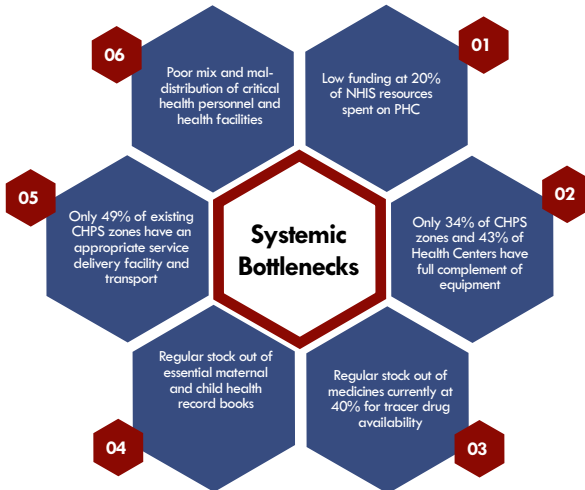 Systemic
Bottlenecks
01
Low funding at 20%
of NHIS resources
spent on PHC
02
Only 34% of CHPS
zones and 43% of
Health Centers have
full complement of
equipment
03
Regular stock out of
medicines currently at
40% for tracer drug
availability
04
Regular stock out of
essential maternal
and child health
record books
05
Only 49% of existing
CHPS zones have an
appropriate service
delivery facility and
transport
06
Poor mix and mal-
distribution of critical
health personnel and
health facilities